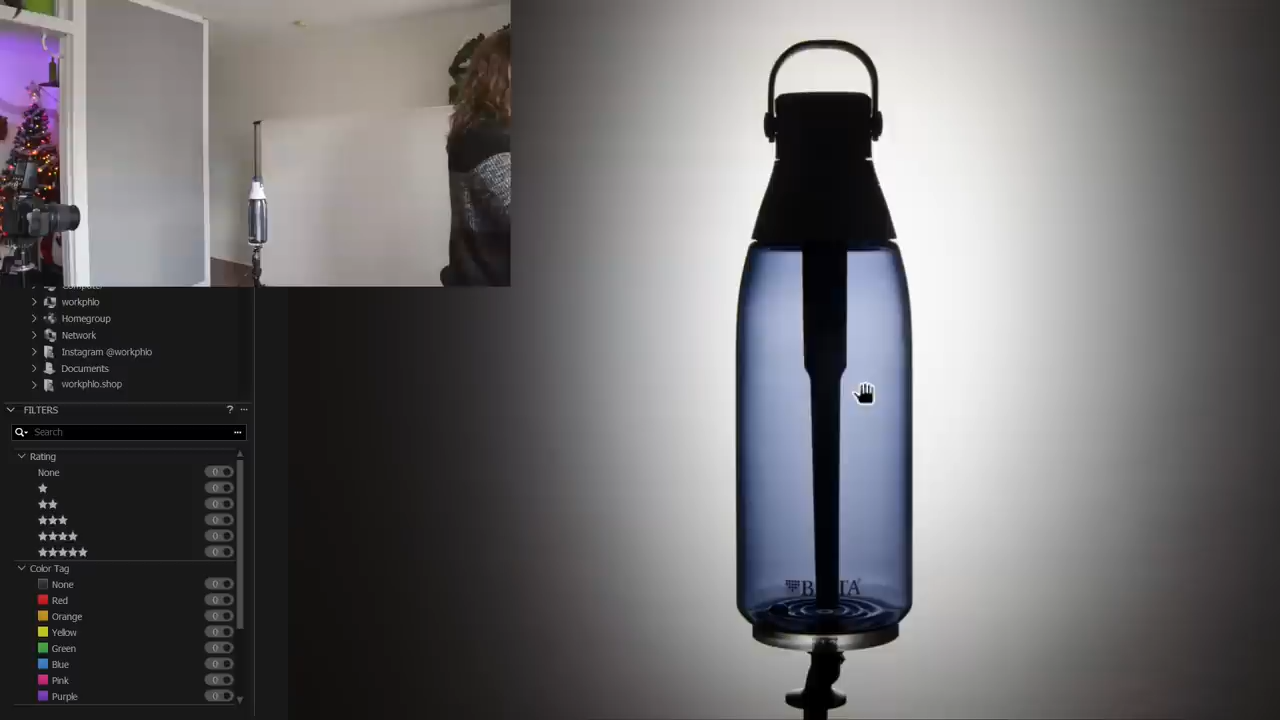 workphlo
Homegroup
Network
Instagram @workphlo
Documents
workphlo.shop
FILTERS ? ...
Search
Rating
None 0
0
0
0
0
0
Color Tag
None 0
Red 0
Orange 0
Yellow 0
Green 0
Blue 0
Pink 0
Purple 0